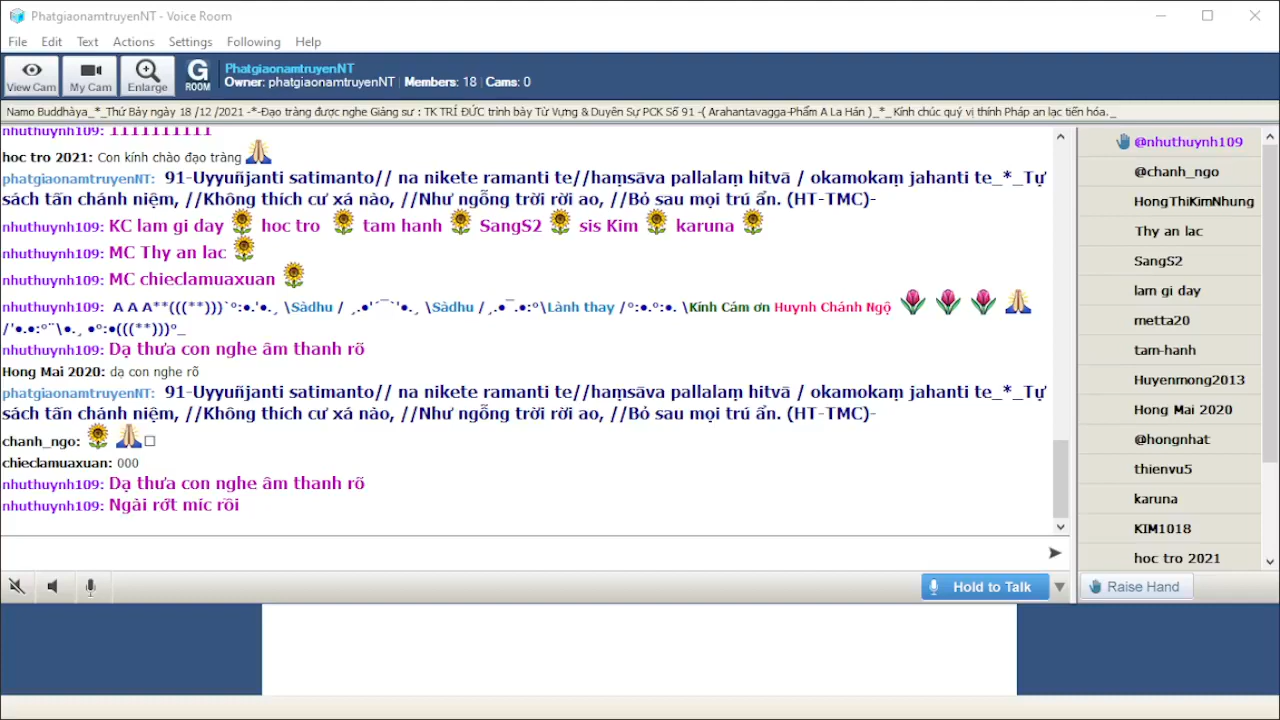 PhatgiaonamtruyenNT - Voice Room
File Edit Text Actions Settings Following Help
View Cam My Cam Enlarge G ROOM
PhatgiaonamtruyenNT
Owner: phatgiaonamtruyenNT Members: 18 Cams: 0
Namo Buddhàya_*_Thứ Bảy ngày 18 /12 /2021 -*-Đạo tràng được nghe Giảng sư : TK TRÍ ĐỨC trình bày Từ Vựng & Duyên Sự PCK Số 91 -( Arahantavagga-Phẩm A La Hán )_*_ Kính chúc quý vị thính Pháp an lạc tiến hóa._
nhuthuynh109: 1111111111
hoc tro 2021: Con kính chào đạo tràng
phatgiaonamtruyenNT: 91-Uyyuñjanti satimanto// na nikete ramanti te//haṃsāva pallalaṃ hitvā / okamokaṃ jahanti te_*_Tự
sách tấn chánh niệm, //Không thích cư xá nào, //Như ngỗng trời rời ao, //Bỏ sau mọi trú ẩn. (HT-TMC)-
nhuthuynh109: KC lam gi day hoc tro tam hanh SangS2 sis Kim karuna
nhuthuynh109: MC Thy an lac
nhuthuynh109: MC chieclamuaxuan
nhuthuynh109: A A A**(((**)))`°:•.'•.¸ \Sàdhu / ¸.•'´¯`'•.¸ \Sàdhu / ¸.•¯.•:°\Lành thay /°:•.°:•. \Kính Cám ơn Huynh Chánh Ngộ
/'•.•:°¨\•.¸ •°:•(((**)))°_
nhuthuynh109: Dạ thưa con nghe âm thanh rõ
Hong Mai 2020: dạ con nghe rõ
phatgiaonamtruyenNT: 91-Uyyuñjanti satimanto// na nikete ramanti te//haṃsāva pallalaṃ hitvā / okamokaṃ jahanti te_*_Tự
sách tấn chánh niệm, //Không thích cư xá nào, //Như ngỗng trời rời ao, //Bỏ sau mọi trú ẩn. (HT-TMC)-
chanh_ngo:
chieclamuaxuan: 000
nhuthuynh109: Dạ thưa con nghe âm thanh rõ
nhuthuynh109: Ngài rớt míc rồi
@nhuthuynh109
@chanh_ngo
HongThiKimNhung
Thy an lac
SangS2
lam gi day
metta20
tam-hanh
Huyenmong2013
Hong Mai 2020
@hongnhat
thienvu5
karuna
KIM1018
hoc tro 2021
Hold to Talk
Raise Hand